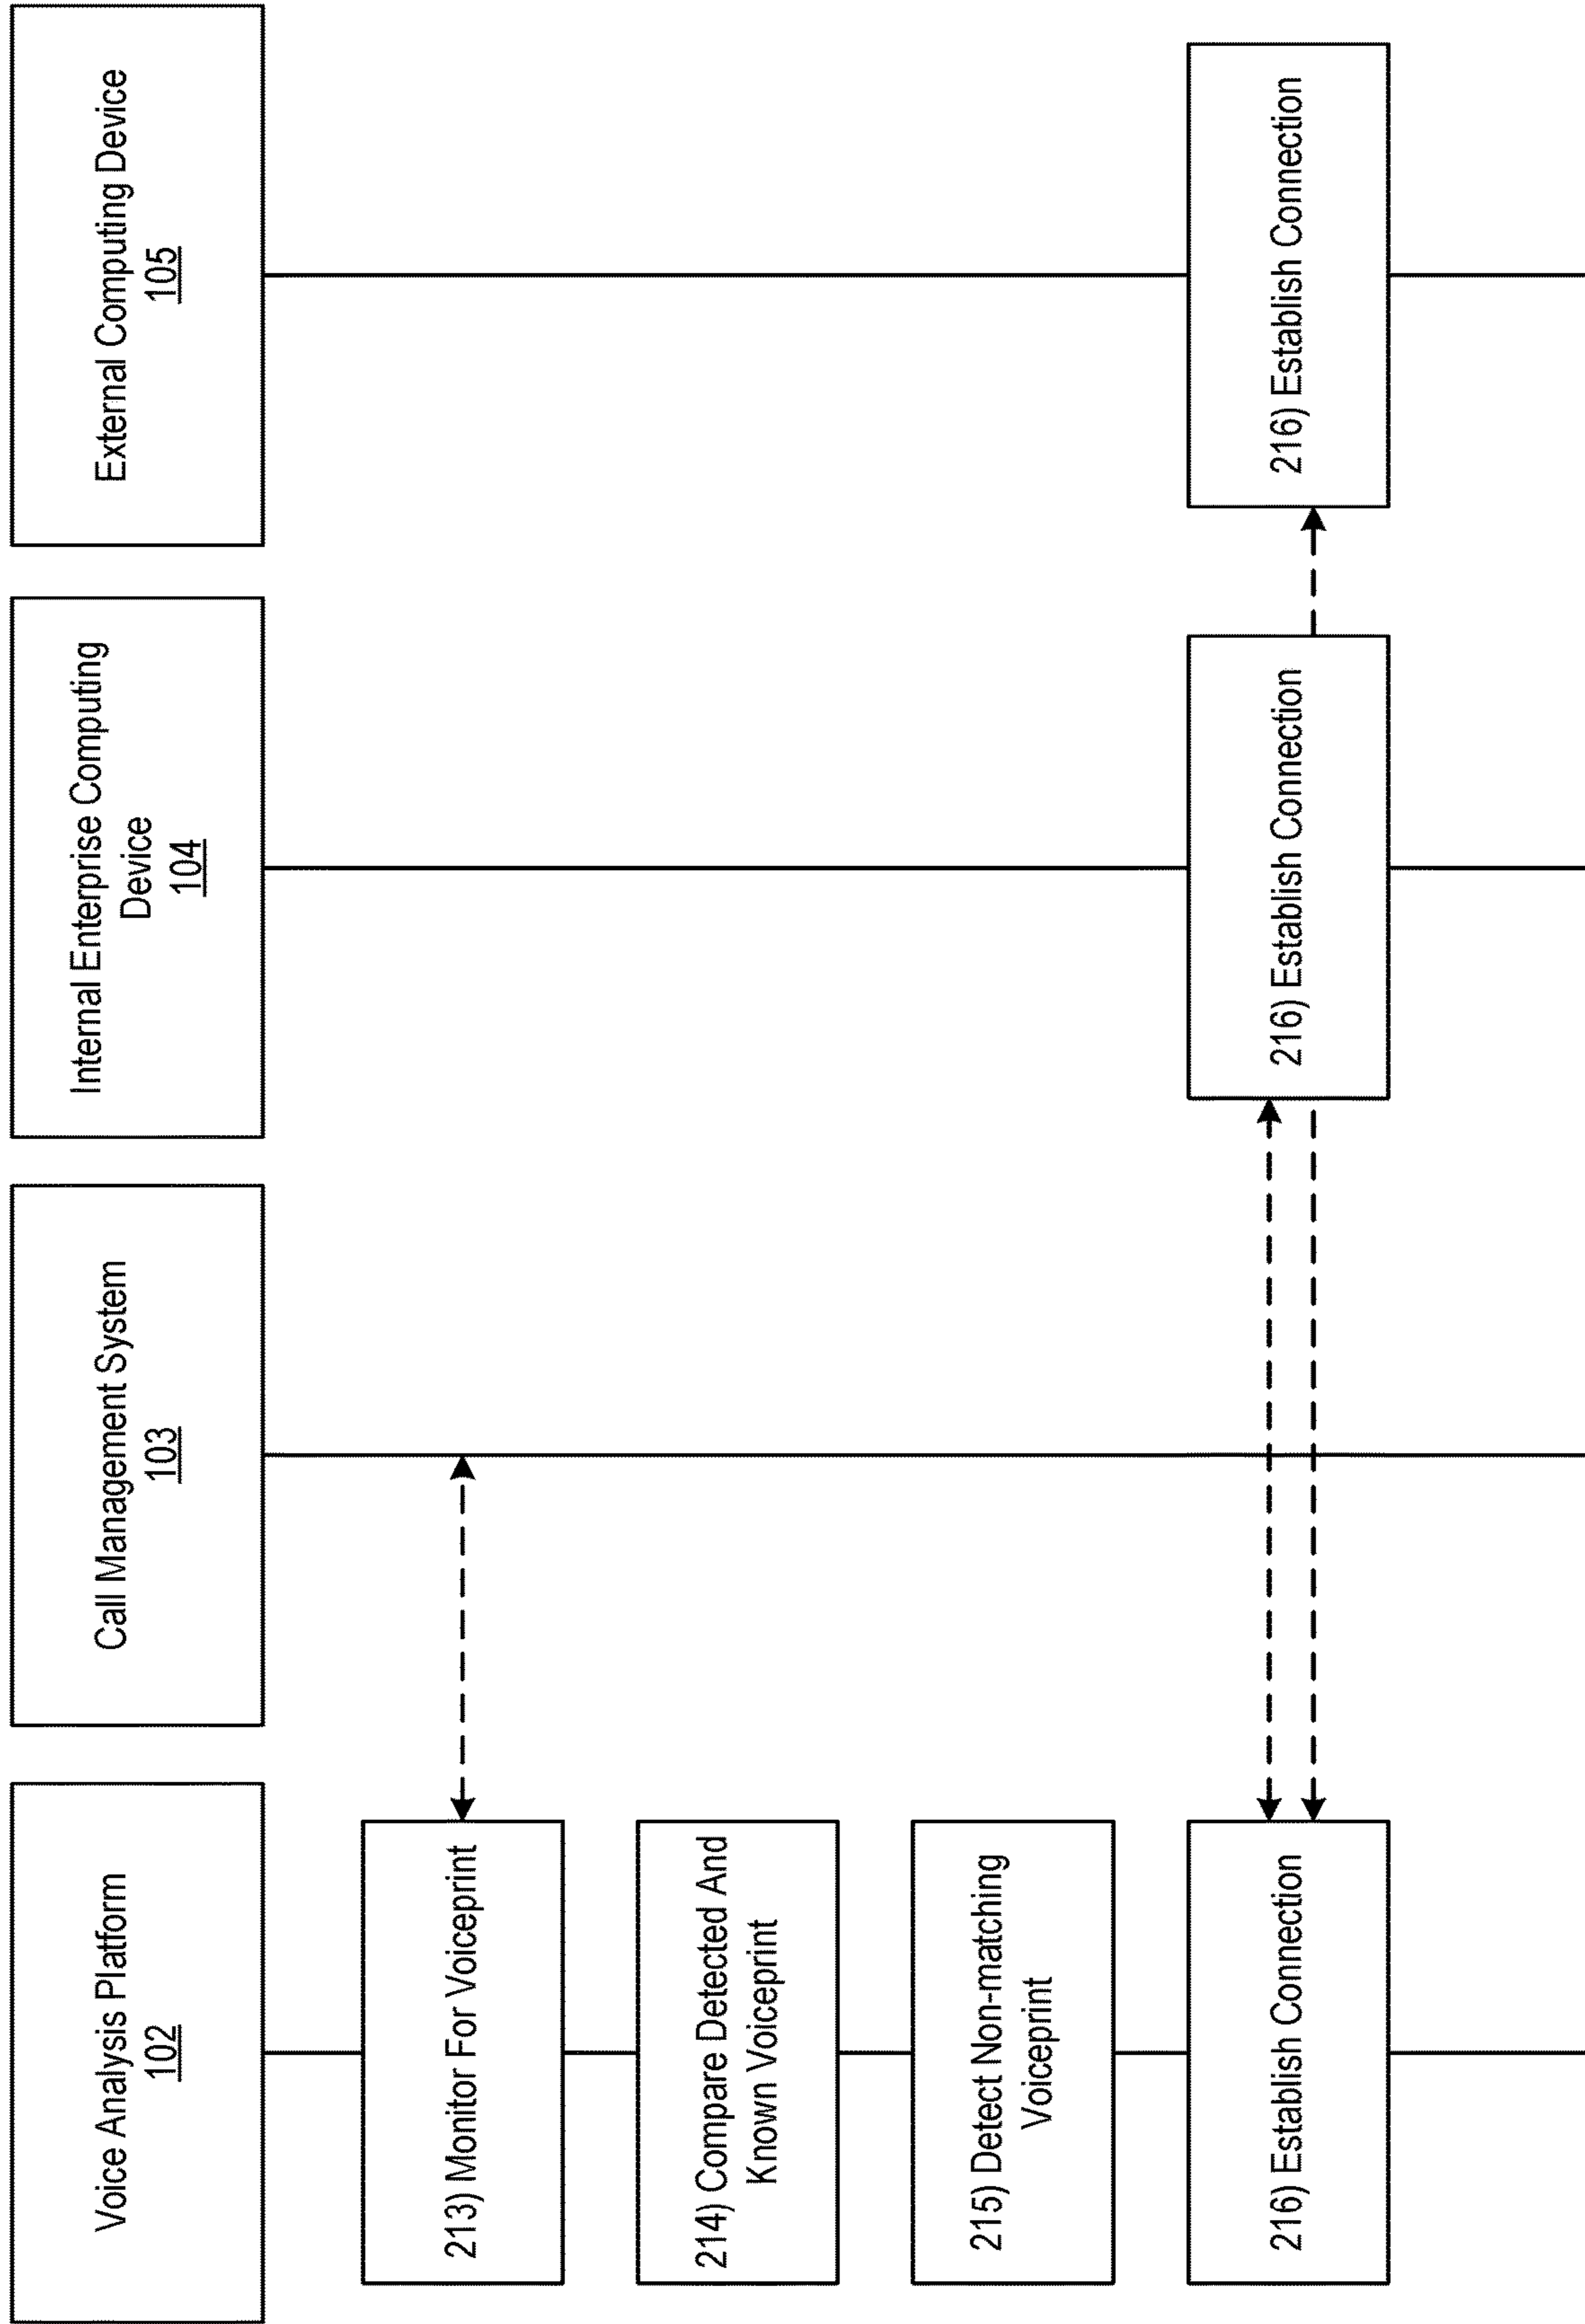 Voice Analysis Platform
102
Call Management System
103
Internal Enterprise Computing
Device
104
External Computing Device
105
213) Monitor For Voiceprint
214) Compare Detected And
Known Voiceprint
215) Detect Non-matching
Voiceprint
216) Establish Connection
216) Establish Connection
216) Establish Connection